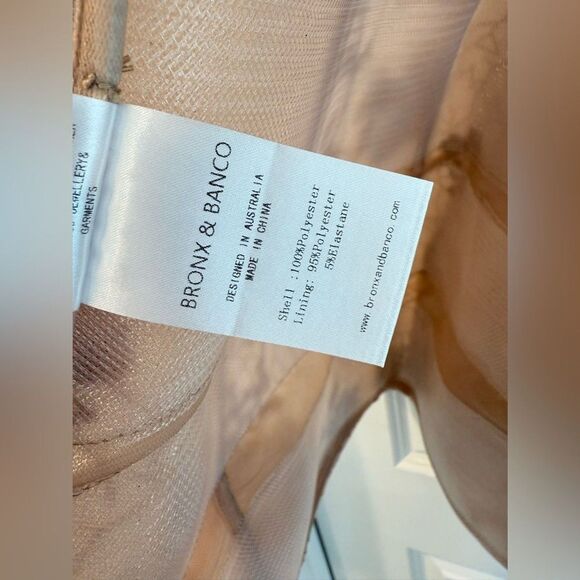 JEWELLERY&
GARMENTS
BRONX & BANCO
DESIGNED IN AUSTRALIA
MADE IN CHINA
Shell :100%Polyester
Lining: 95%Polyester
5%Elastane
www.bronxandbanco.com